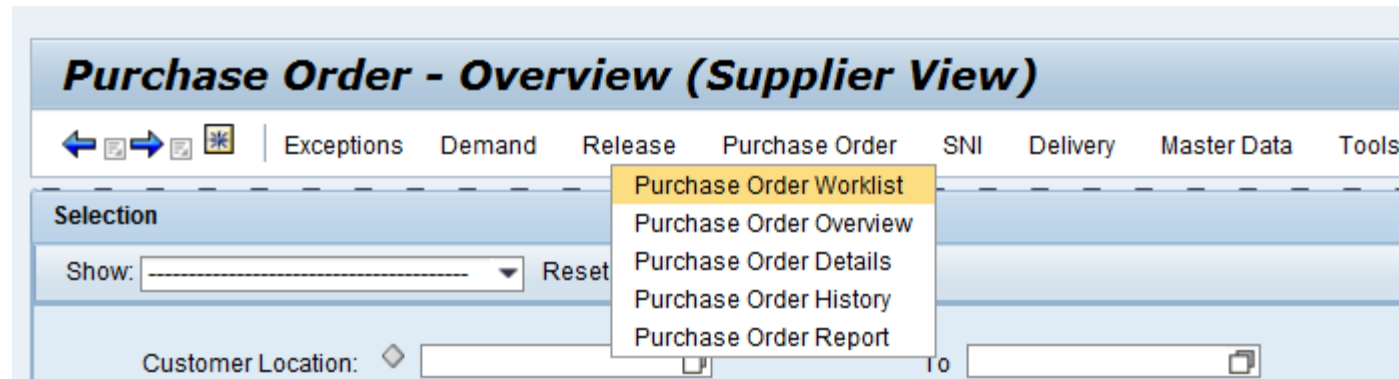 Purchase Order - Overview (Supplier View)
Exceptions Demand Release Purchase Order SNI Delivery Master Data Tools
Purchase Order Worklist
Selection
Purchase Order Overview
Show: Reset
Purchase Order Details
Purchase Order History
Purchase Order Report
Customer Location: To